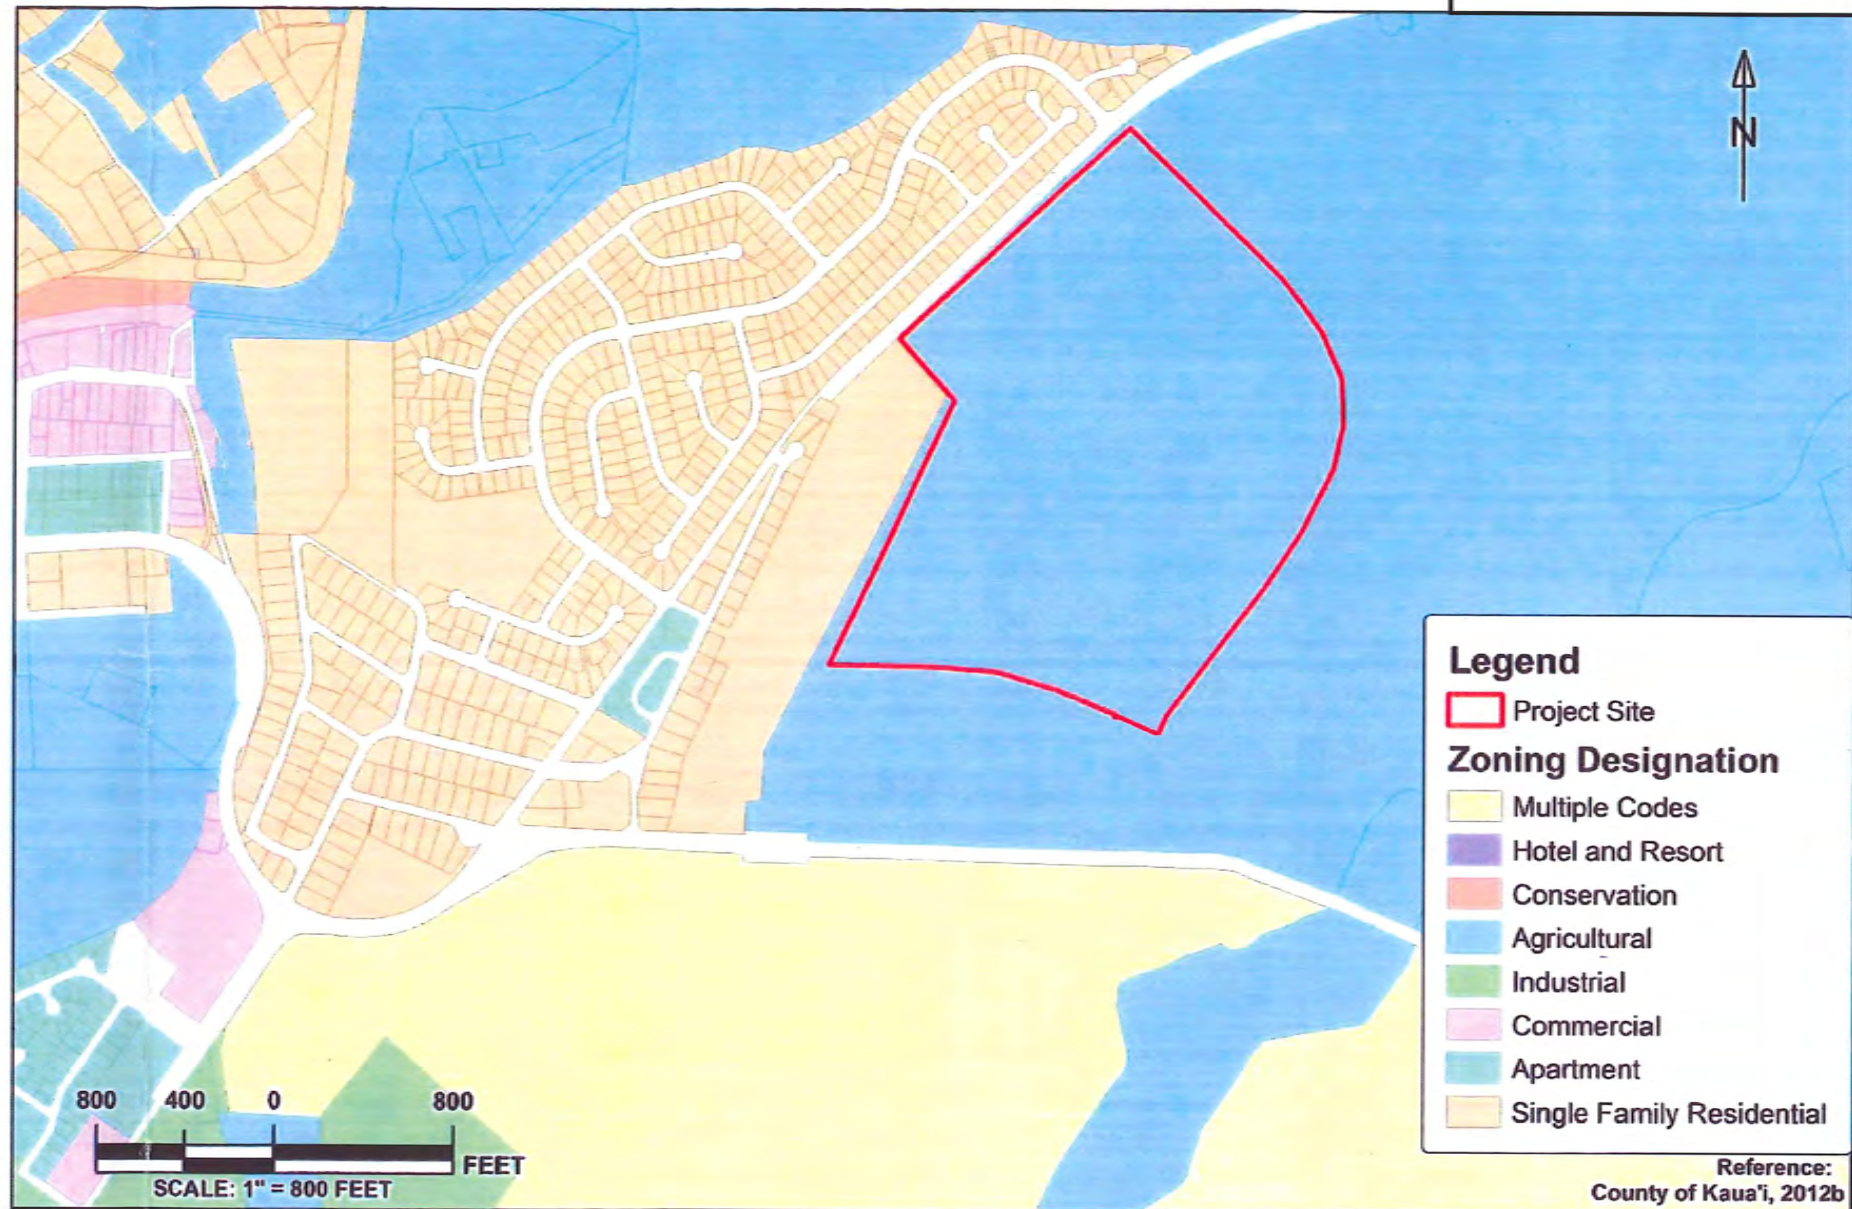 N
Legend
Project Site
Zoning Designation
Multiple Codes
Hotel and Resort
Conservation
Agricultural
Industrial
Commercial
Apartment
Single Family Residential
800 400 0 800
FEET
SCALE: 1" = 800 FEET
Reference:
County of Kaua'i, 2012b